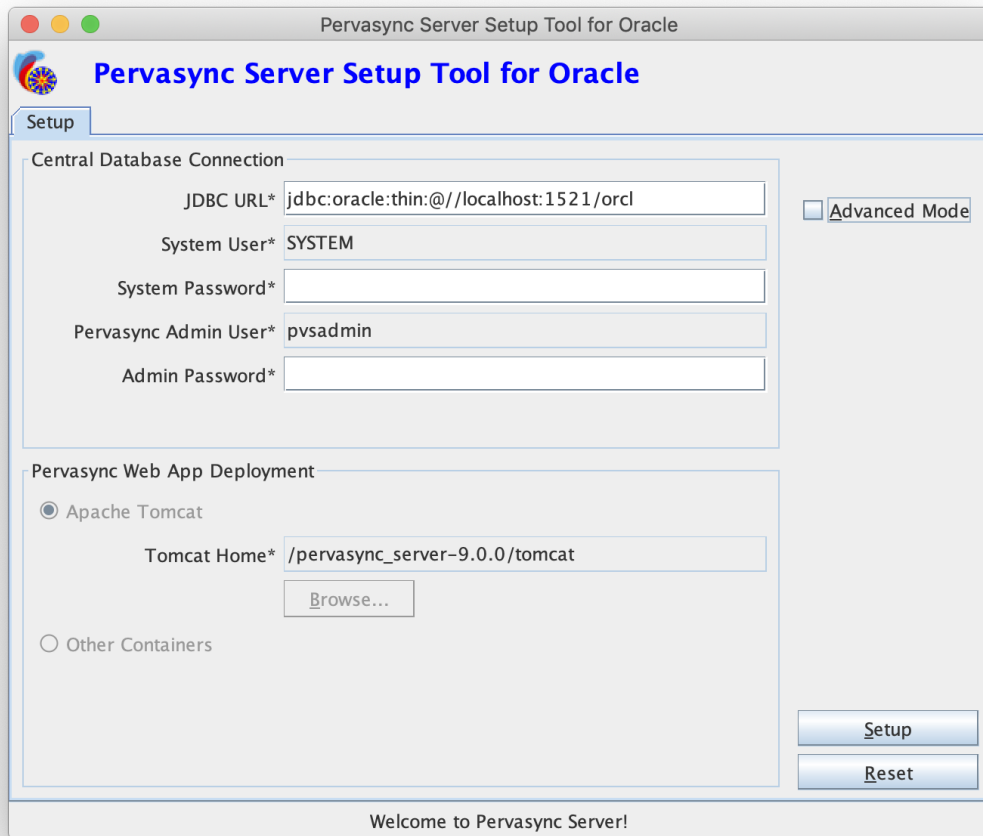 Pervasync Server Setup Tool for Oracle
Pervasync Server Setup Tool for Oracle
Setup
Central Database Connection
JDBC URL* jdbc:oracle:thin:@//localhost:1521/orcl
Advanced Mode
System User* SYSTEM
System Password*
Pervasync Admin User* pvsadmin
Admin Password*
Pervasync Web App Deployment
Apache Tomcat
Tomcat Home* /pervasync_server-9.0.0/tomcat
Browse...
Other Containers
Setup
Reset
Welcome to Pervasync Server!